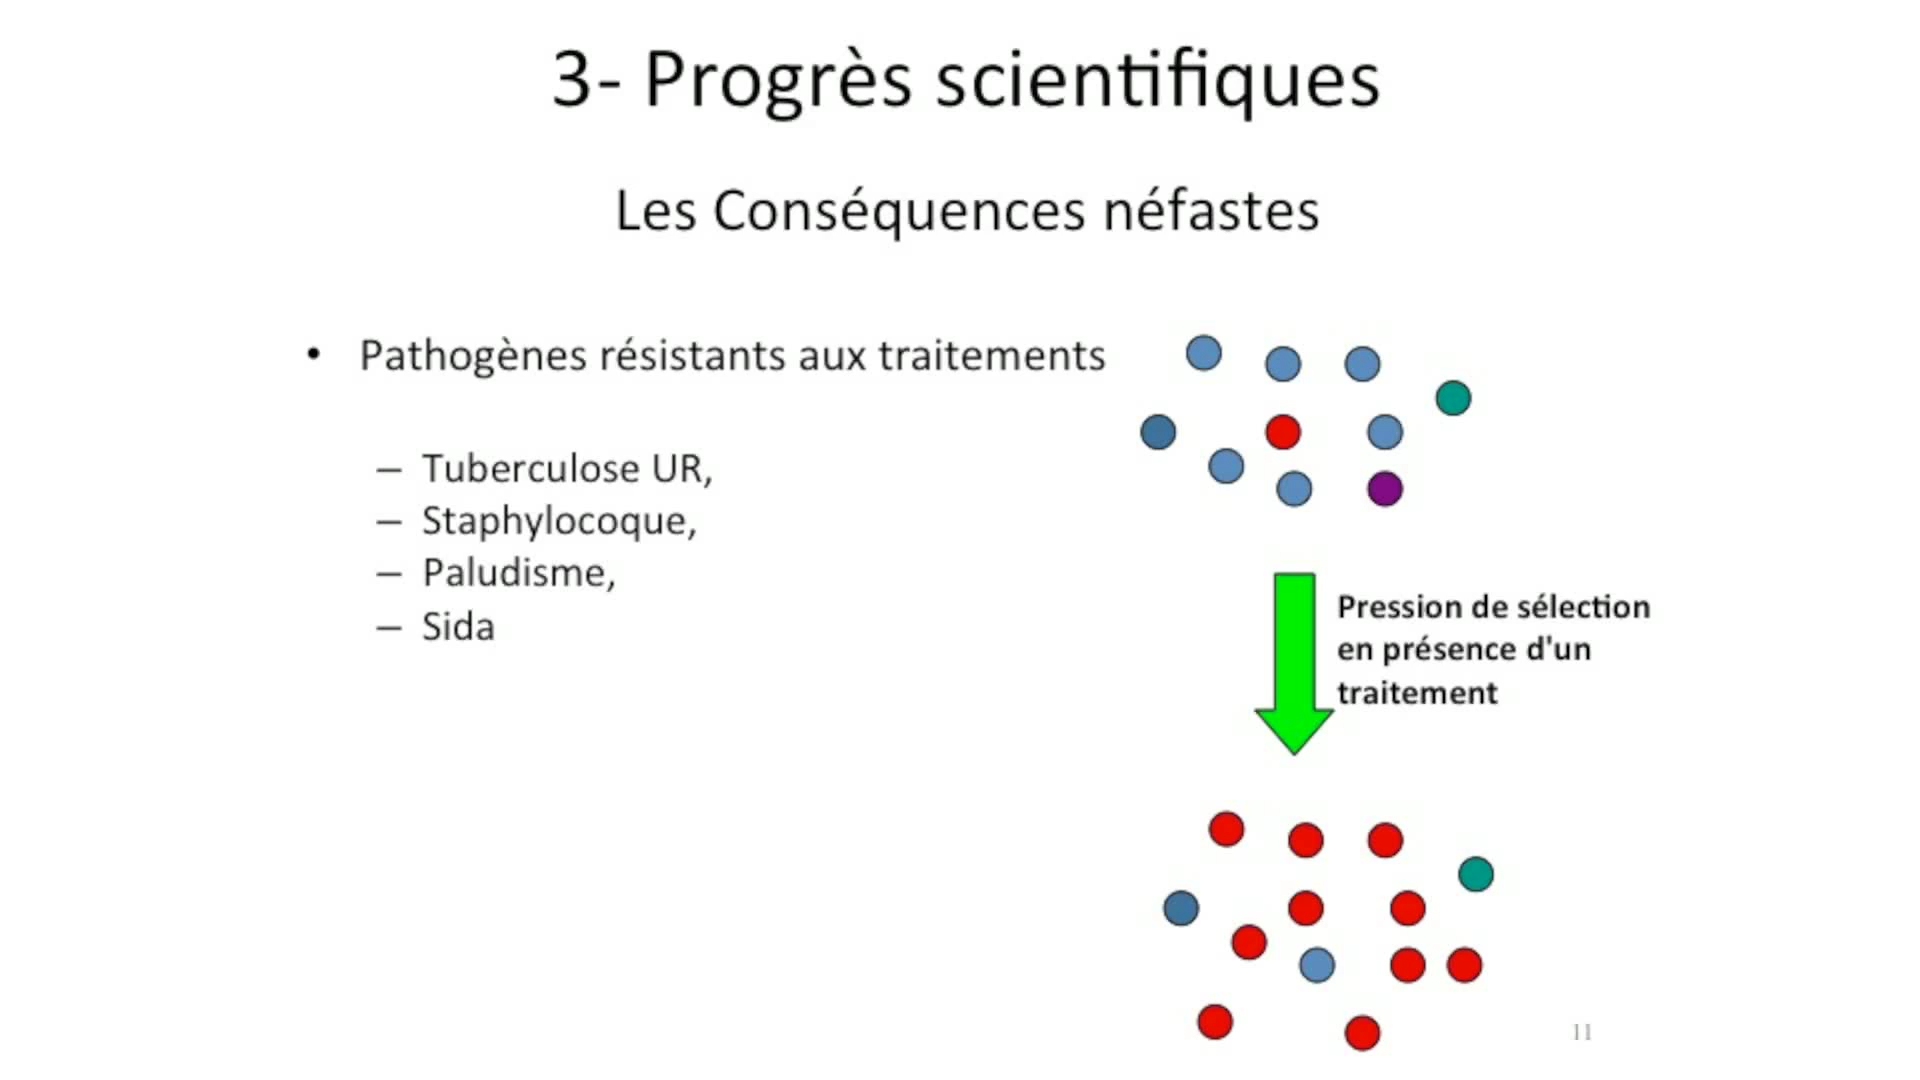 3- Progrès scientifiques
Les Conséquences néfastes
• Pathogènes résistants aux traitements
– Tuberculose UR,
– Staphylocoque,
– Paludisme,
– Sida
Pression de sélection
en présence d'un
traitement
11